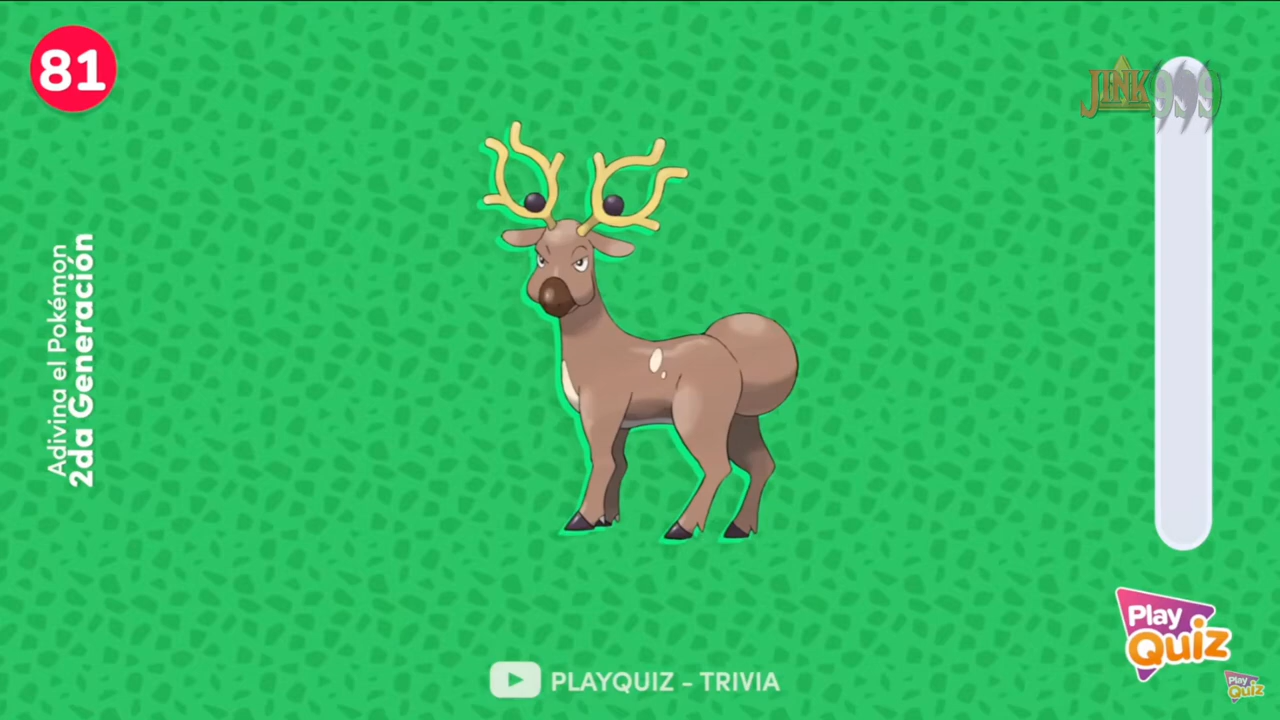 81
JINK999
Adivina el Pokémon
2da Generación
Play
Quiz
Play
Quiz
PLAYQUIZ - TRIVIA